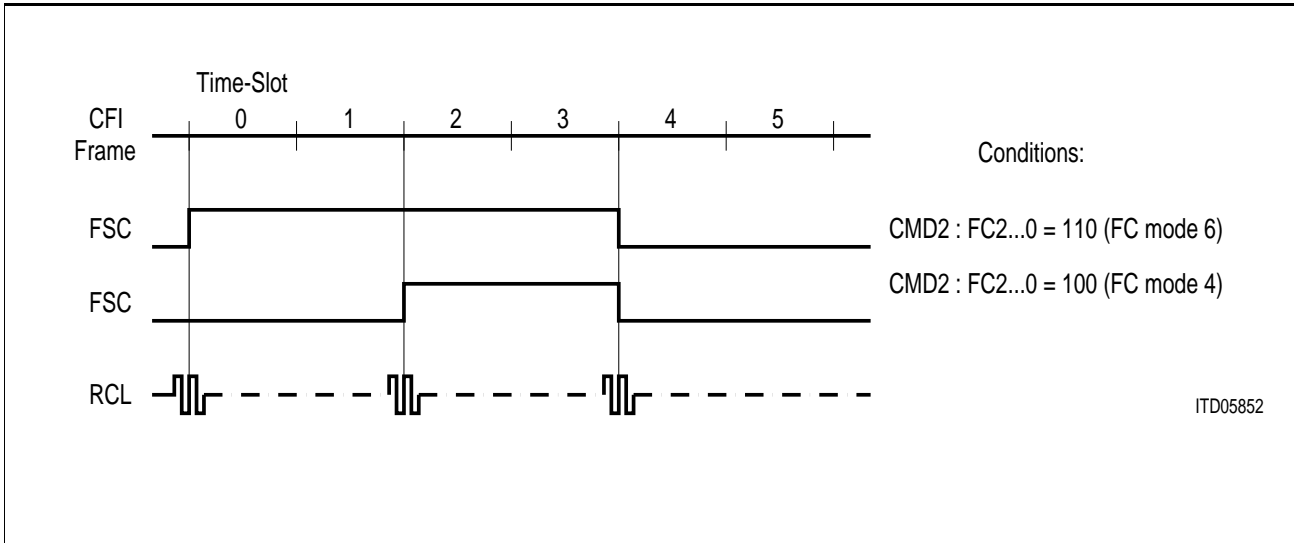 Time-Slot
CFI 0 1 2 3 4 5
Frame
Conditions:
FSC CMD2 : FC2...0 = 110 (FC mode 6)
FSC CMD2 : FC2...0 = 100 (FC mode 4)
RCL
ITD05852